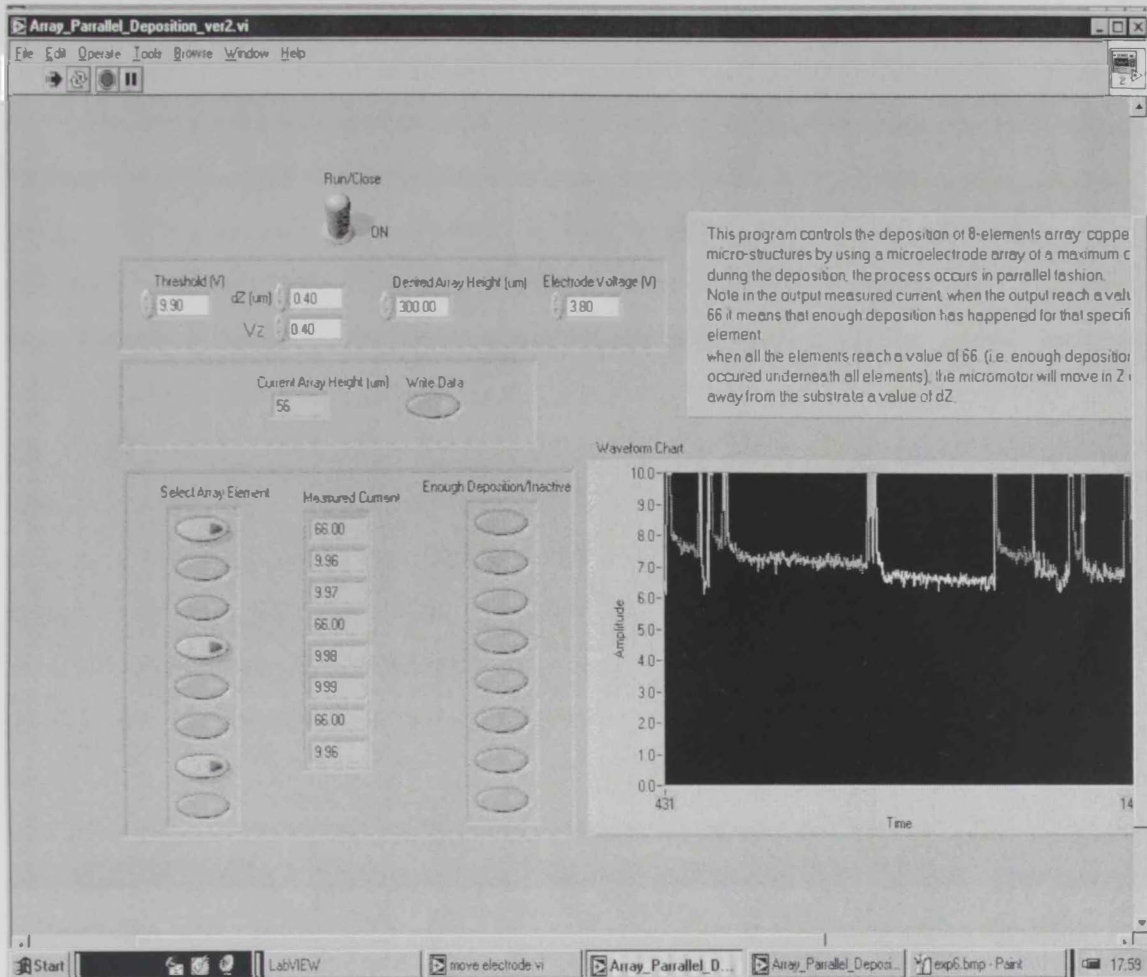 Array_Parrallel_Deposition_ver2.vi
File Edit Operate Tools Browse Window Help
2
Run/Close
ON
Threshold (V)
9.90
dZ (um)
0.40
Vz
0.40
Desired Array Height (um)
300.00
Electrode Voltage (V)
3.80
This program controls the deposition of 8-elements array coppe
micro-structures by using a microelectrode array of a maximum c
during the deposition, the process occurs in parrallel fashion.
Note in the output measured current, when the output reach a valu
66 it means that enough deposition has happened for that specifi
element.
when all the elements reach a value of 66 (i.e. enough deposition
occured underneath all elements), the micromotor will move in Z
away from the substrate a value of dZ.
Current Array Height (um)
56
Write Data
Select Array Element
Measured Current
66.00
9.96
9.97
66.00
9.98
9.99
66.00
9.96
Enough Deposition/Inactive
Waveform Chart
10.0
9.0
8.0
7.0
6.0
5.0
4.0
3.0
2.0
1.0
0.0
Amplitude
431
14
Time
Start
LabVIEW
move electrode.vi
Array_Parrallel_D...
Array_Parrallel_Deposi...
exp6.bmp - Paint
17:59